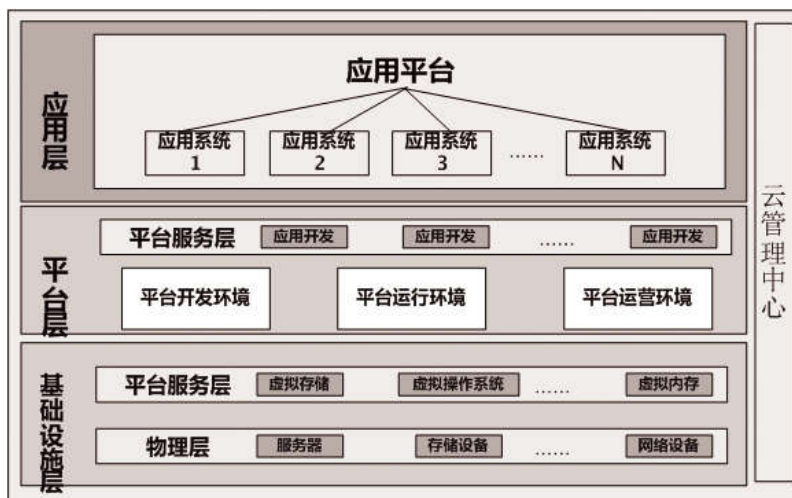 应用层
应用平台
应用系统
1
应用系统
2
应用系统
3
……
应用系统
N
平台层
平台服务层
应用开发
应用开发
……
应用开发
平台开发环境
平台运行环境
平台运营环境
基础设施层
平台服务层
虚拟存储
虚拟操作系统
……
虚拟内存
物理层
服务器
存储设备
……
网络设备
云管理中心